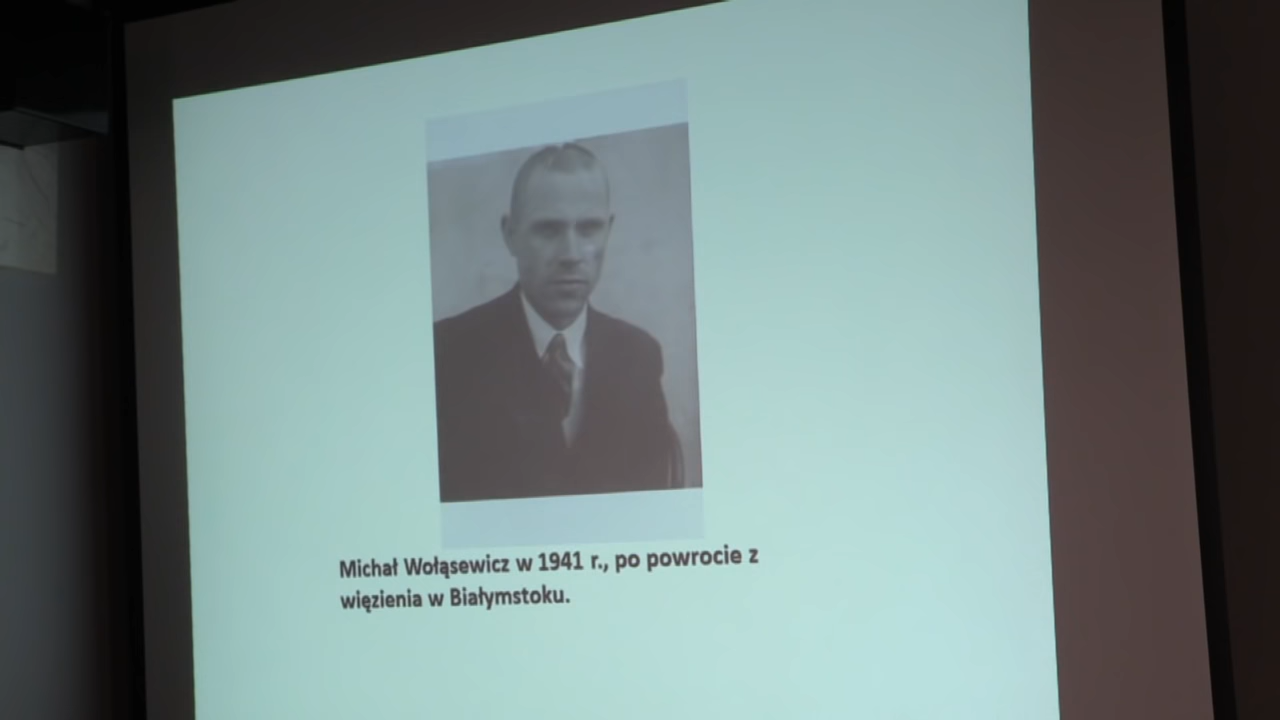 Michał Wołąsewicz w 1941 r., po powrocie z
więzienia w Białymstoku.